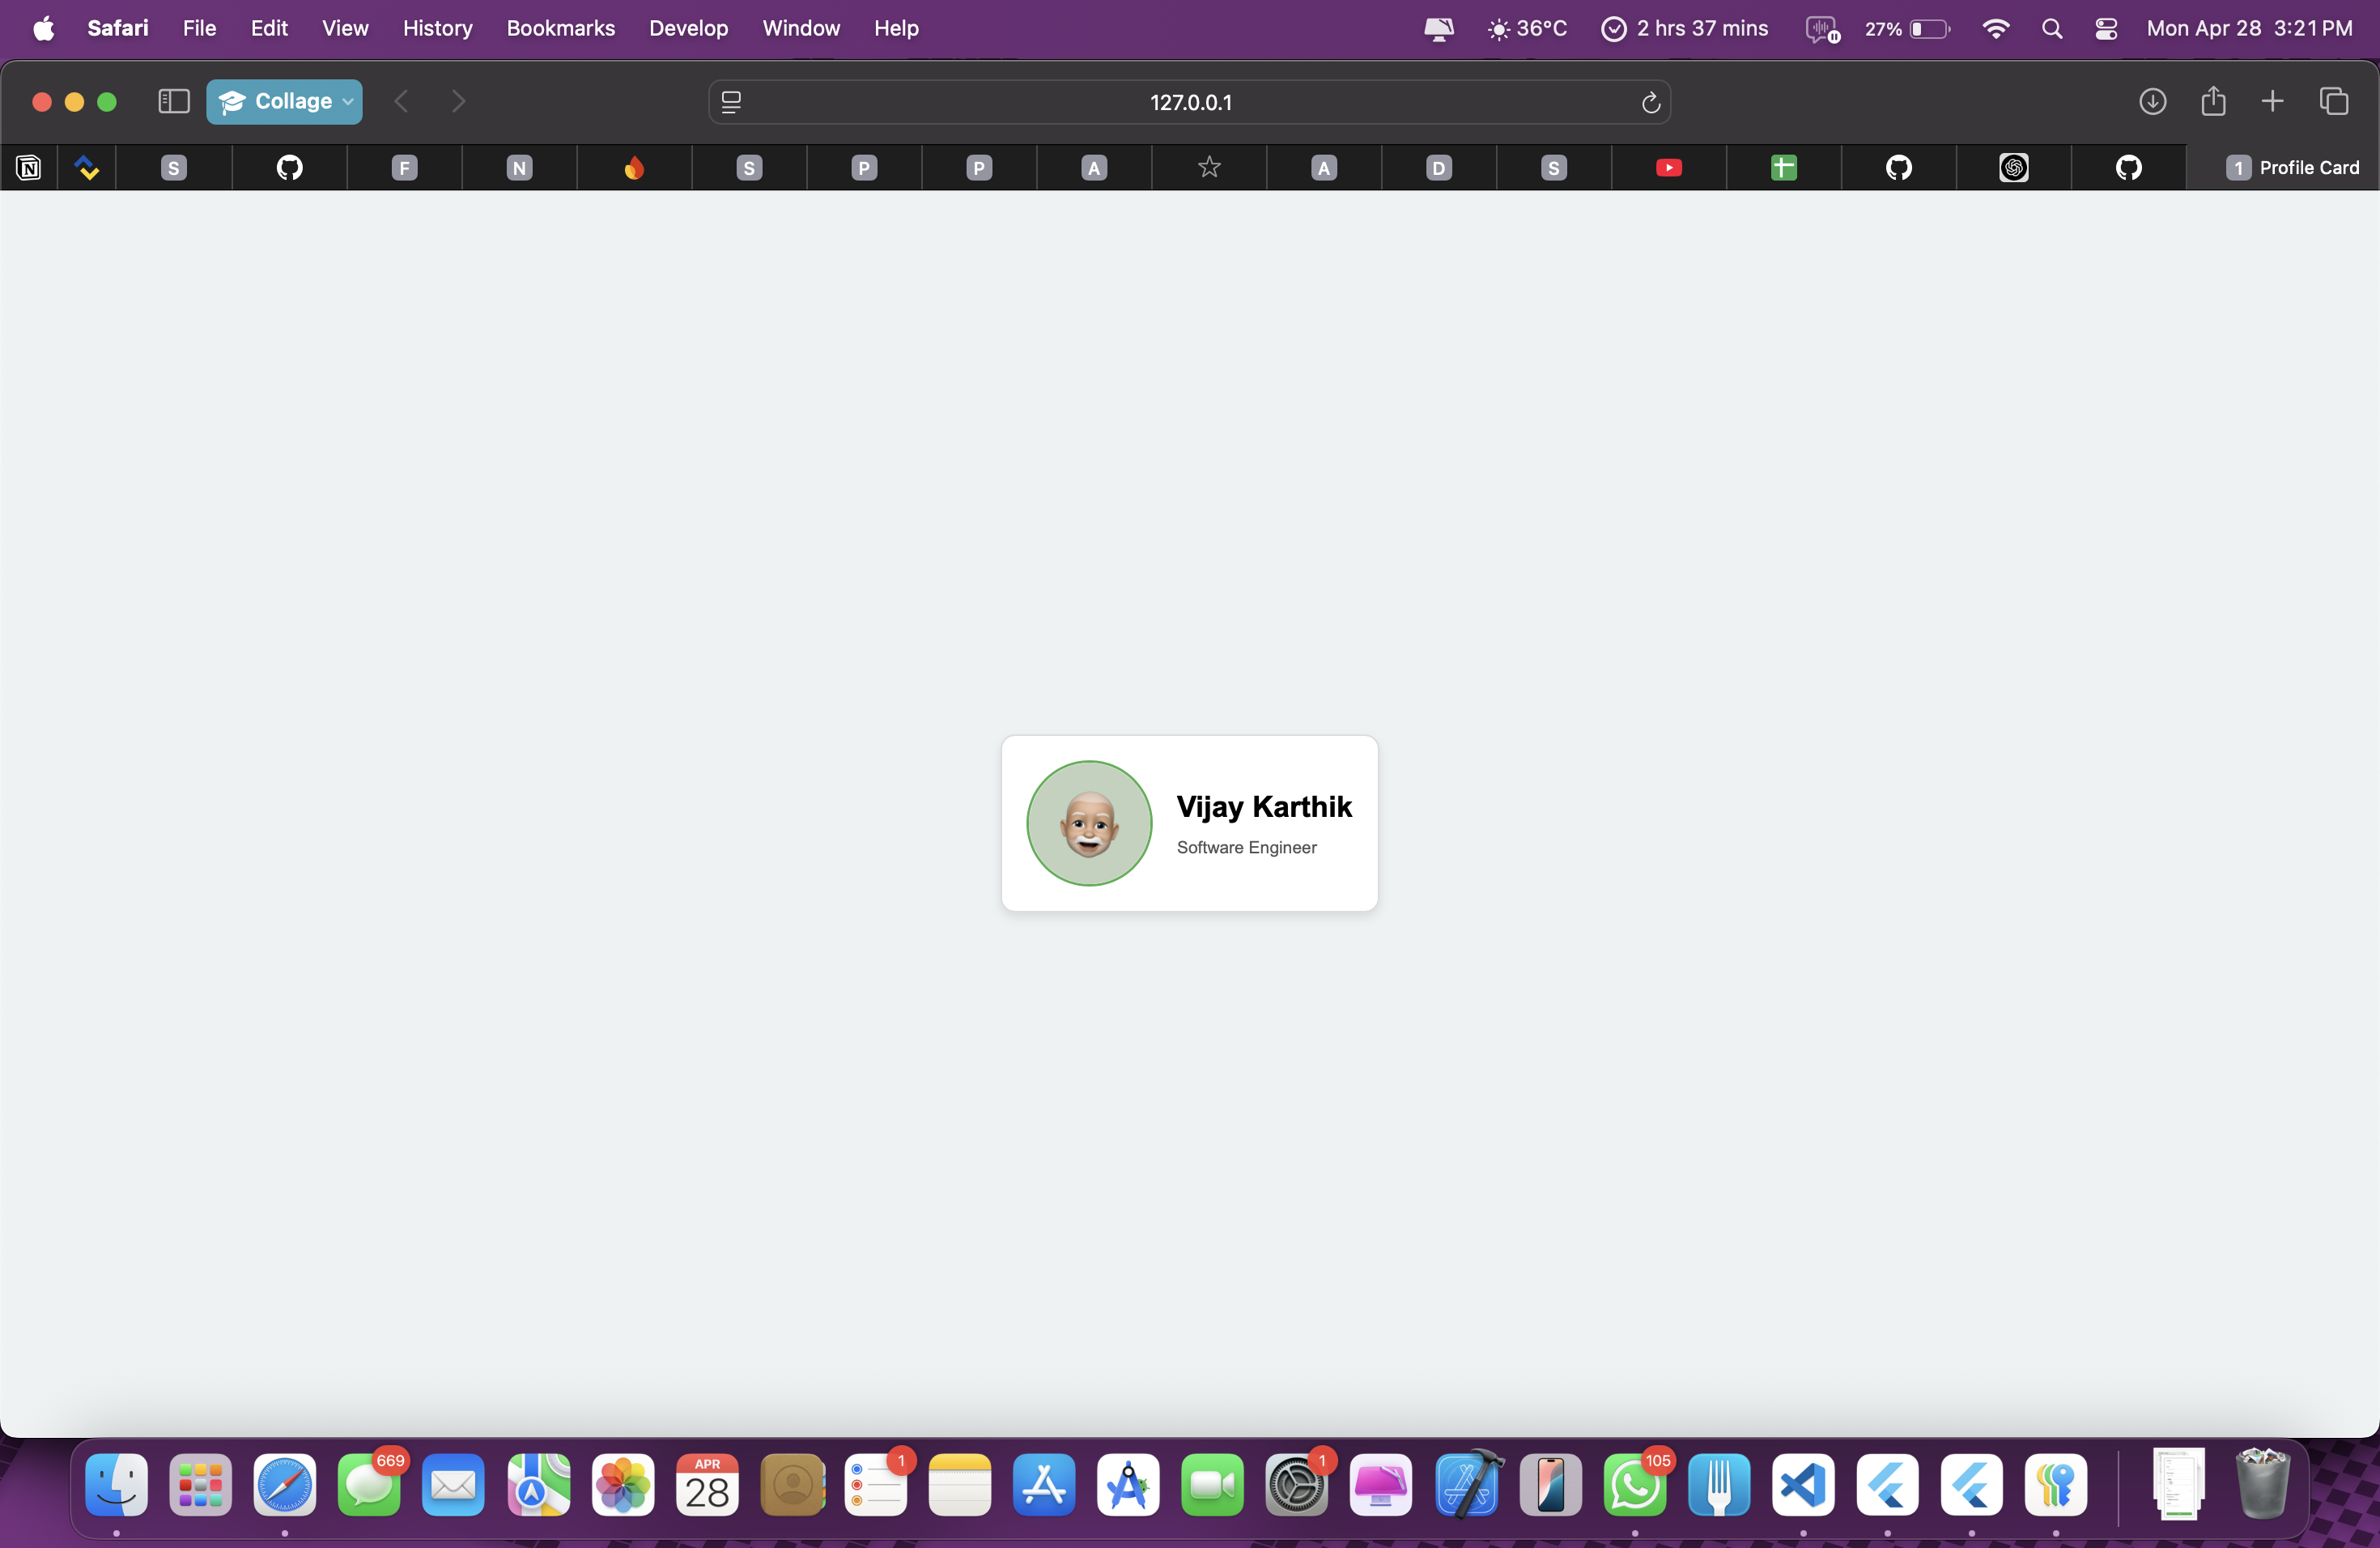 Safari File Edit View History Bookmarks Develop Window Help 36°C 2 hrs 37 mins 27% Mon Apr 28 3:21 PM
Collage 127.0.0.1
N S F N S P P A A D S 1 Profile Card
Vijay Karthik
Software Engineer
669 APR 28 1 1 105